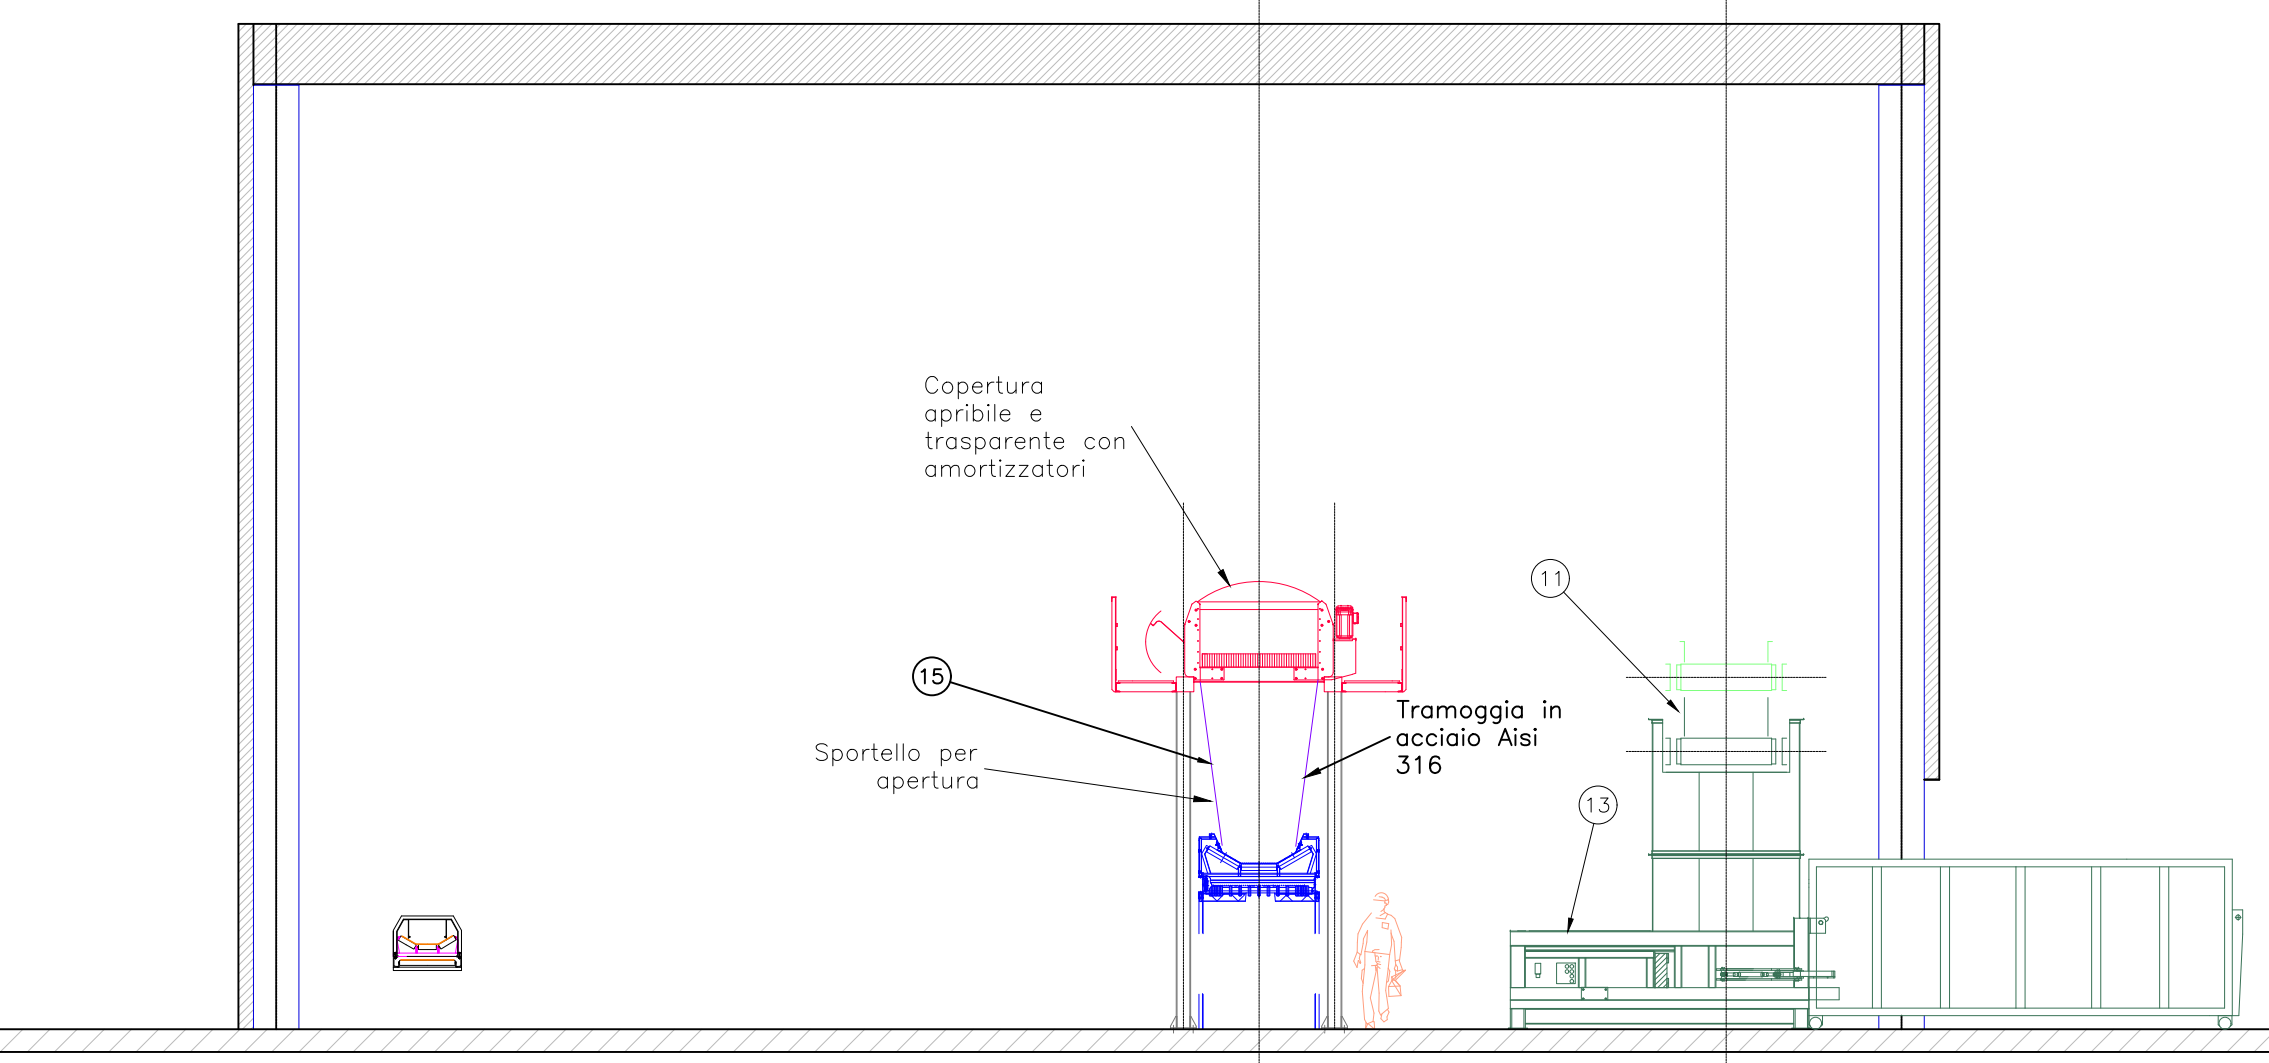 Copertura
apribile e
trasparente con
amortizzatori
11
15
Tramoggia in
acciaio Aisi
316
Sportello per
apertura
13